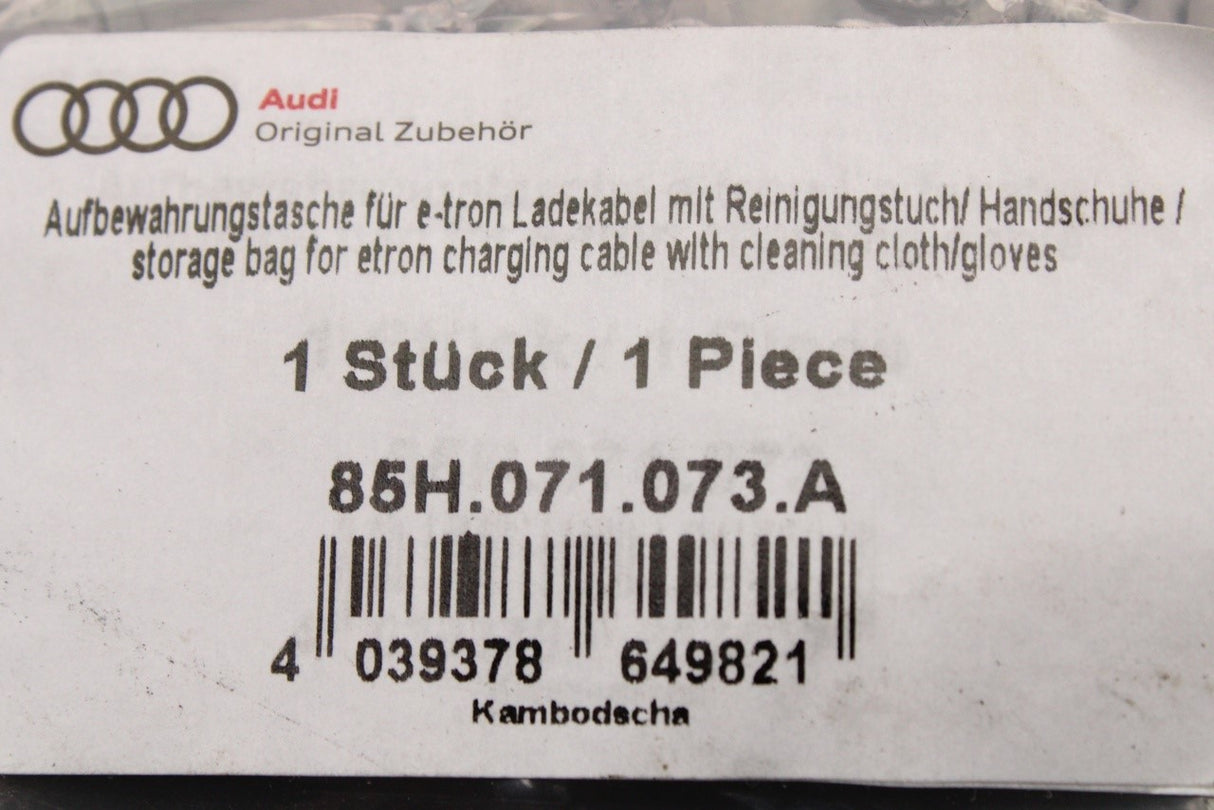 Audi
Original Zubehör
Aufbewahrungstasche für e-tron Ladekabel mit Reinigungstuch/ Handschuhe /
storage bag for etron charging cable with cleaning cloth/gloves
1 Stück / 1 Piece
85H.071.073.A
4 039378 649821
Kambodscha